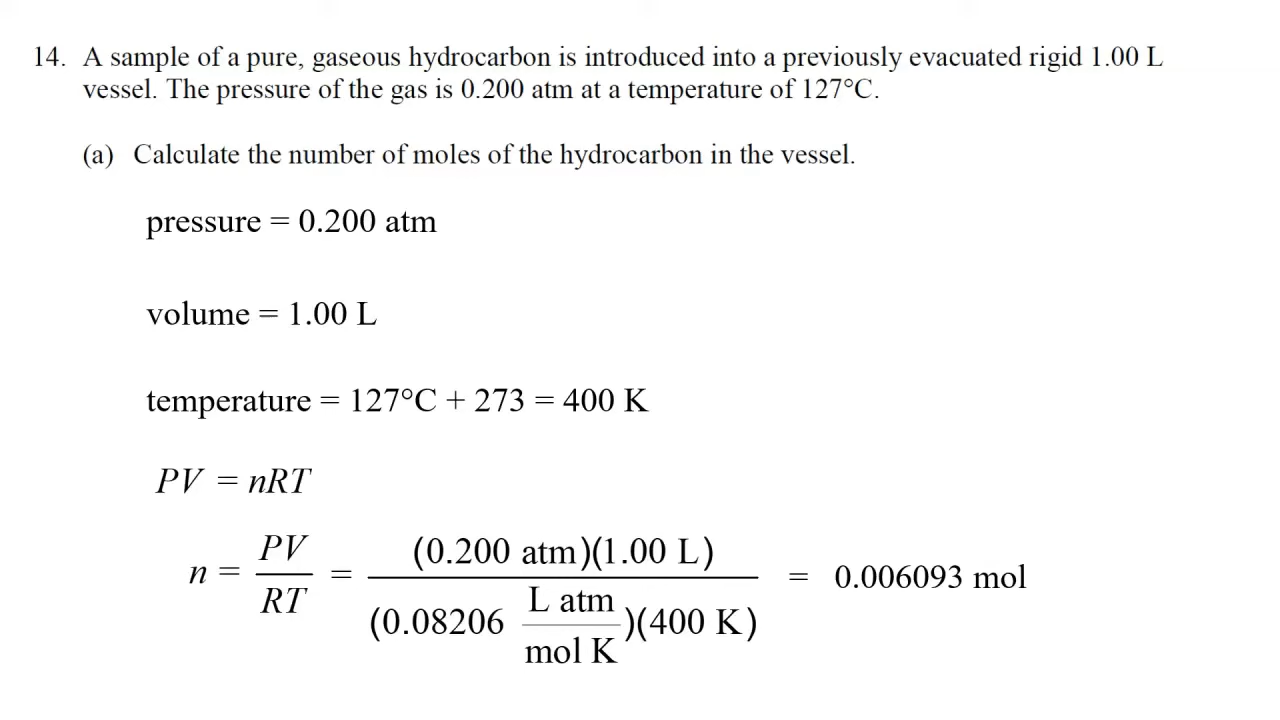 14. A sample of a pure, gaseous hydrocarbon is introduced into a previously evacuated rigid 1.00 L
vessel. The pressure of the gas is 0.200 atm at a temperature of 127°C.
(a) Calculate the number of moles of the hydrocarbon in the vessel.
pressure = 0.200 atm
volume = 1.00 L
temperature = 127°C + 273 = 400 K
PV = nRT
n = PV/RT = (0.200 atm)(1.00 L)/(0.08206 L atm/mol K)(400 K) = 0.006093 mol